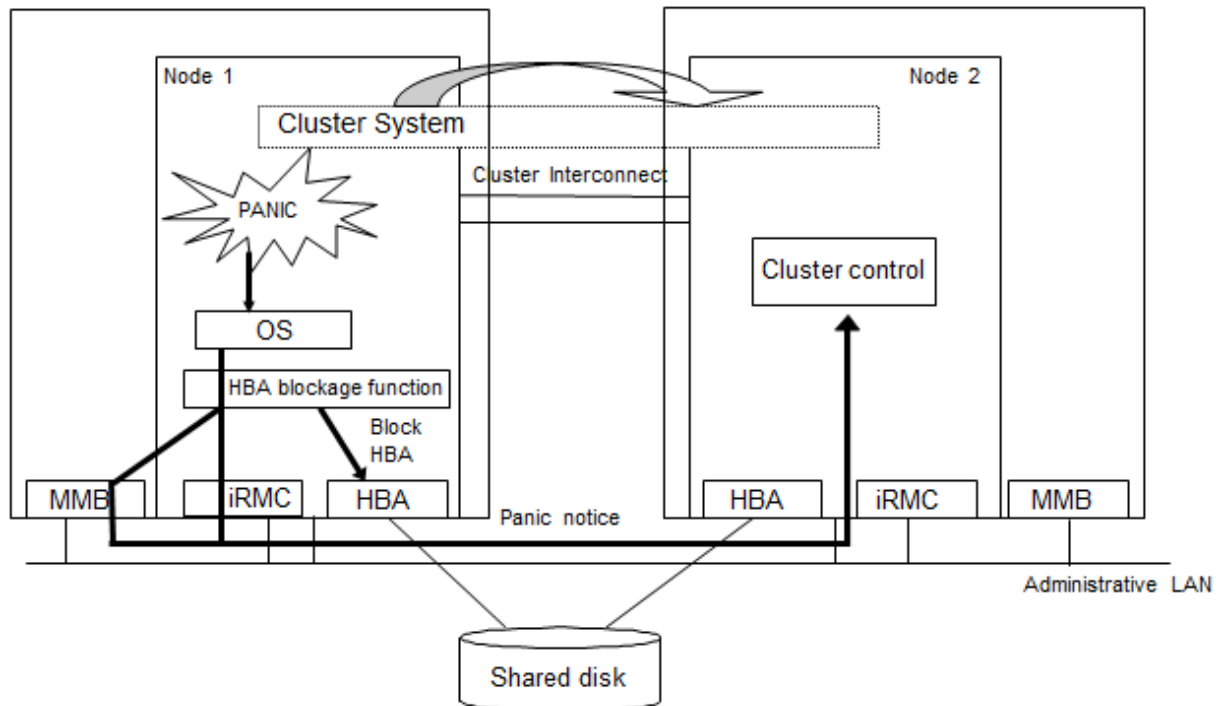 Node 1
Node 2
Cluster System
Cluster Interconnect
PANIC
Cluster control
OS
HBA blockage function
Block
HBA
MMB
iRMC
HBA
HBA
iRMC
MMB
Panic notice
Administrative LAN
Shared disk